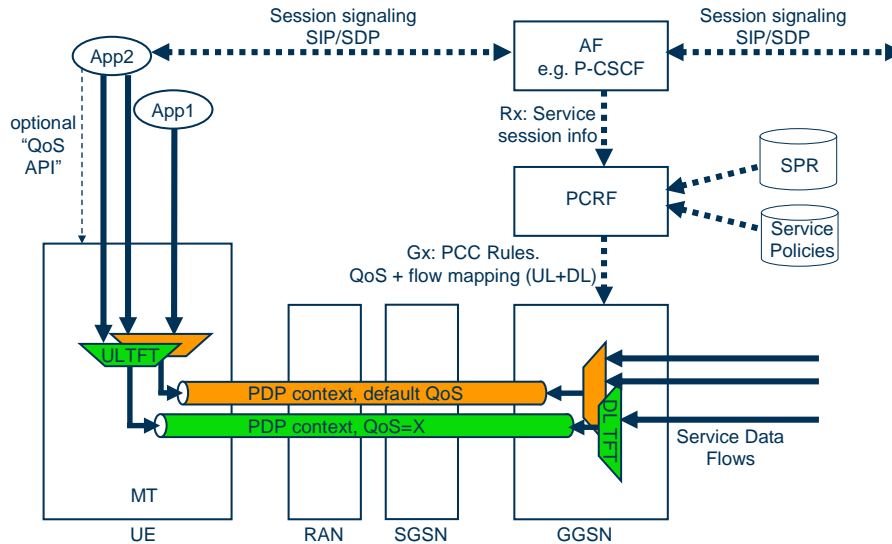 Session signaling
SIP/SDP
Session signaling
SIP/SDP
App2
AF
e.g. P-CSCF
App1
optional
“QoS
API”
Rx: Service
session info
SPR
PCRF
Service
Policies
Gx: PCC Rules.
QoS + flow mapping (UL+DL)
ULTFT
PDP context, default QoS
PDP context, QoS=X
DL TFT
Service Data
Flows
MT
UE
RAN
SGSN
GGSN